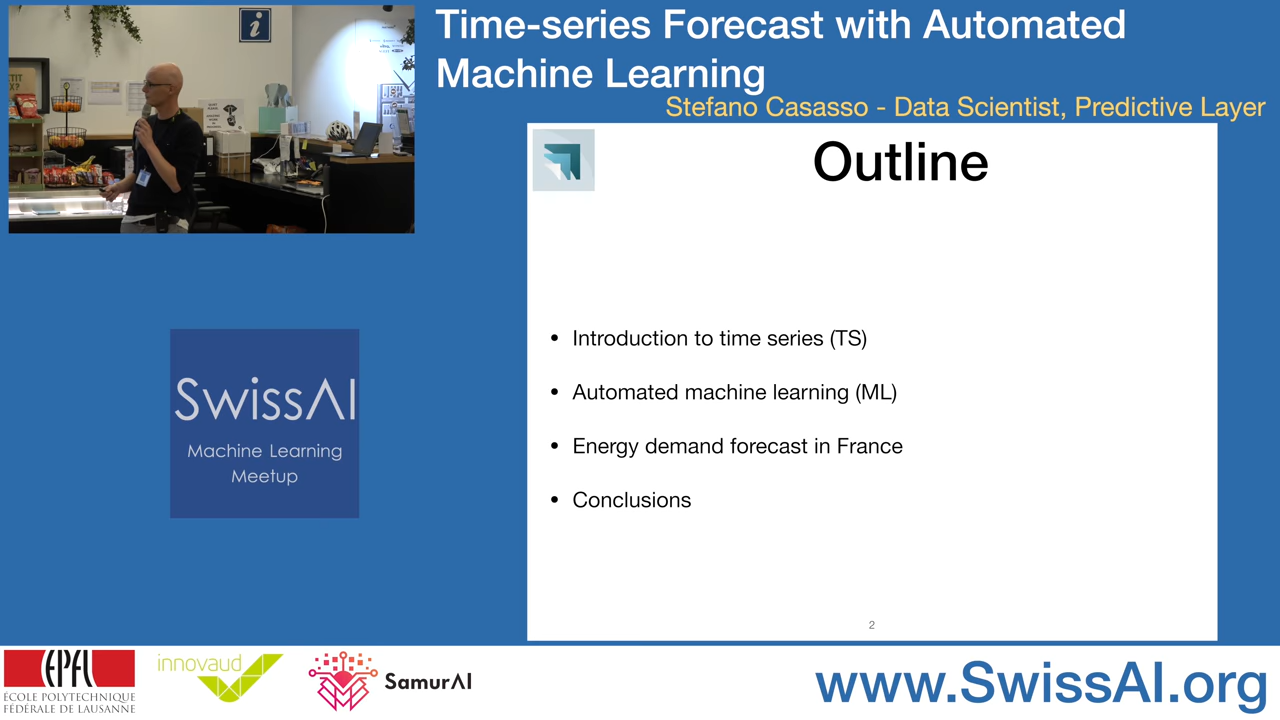 Time-series Forecast with Automated
Machine Learning
Stefano Casasso - Data Scientist, Predictive Layer
Outline
• Introduction to time series (TS)
• Automated machine learning (ML)
• Energy demand forecast in France
• Conclusions
2
SwissAI
Machine Learning
Meetup
EPFL
ÉCOLE POLYTECHNIQUE
FÉDÉRALE DE LAUSANNE
innovaud
SamurAI
www.SwissAI.org
i